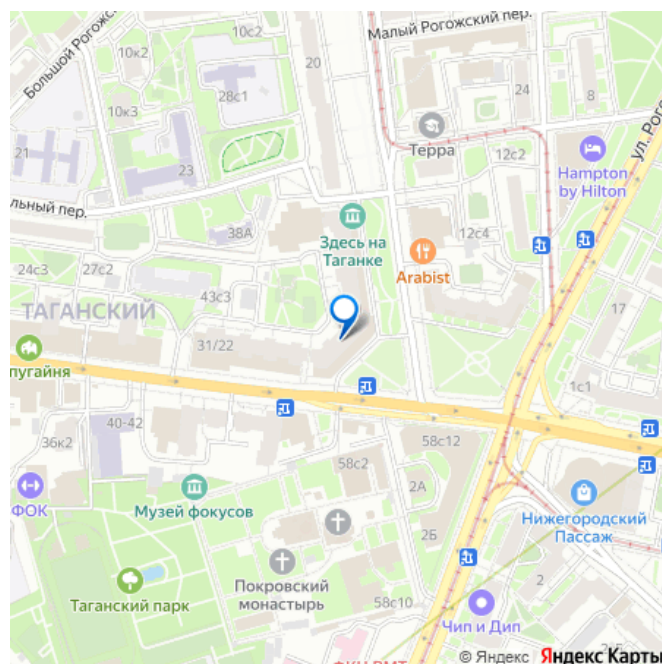 Малый Рогожский пер.
Большой Рогожс
10к2
10с2
20
28с1
10к3
8
ул. Рог
Терра
12с2
21
23
Hampton
by Hilton
льный пер.
38А
Здесь на
Таганке
12с4
Arabist
24с3
27с2
43с3
ТАГАНСКИЙ
17
31/22
пугайня
1с1
40-42
36к2
58с12
58с2
2А
ФОК
Музей фокусов
Нижегородский
Пассаж
2Б
Покровский
монастырь
2
Таганский парк
58с10
Чип и Дип
© Яндекс Яндекс Карты